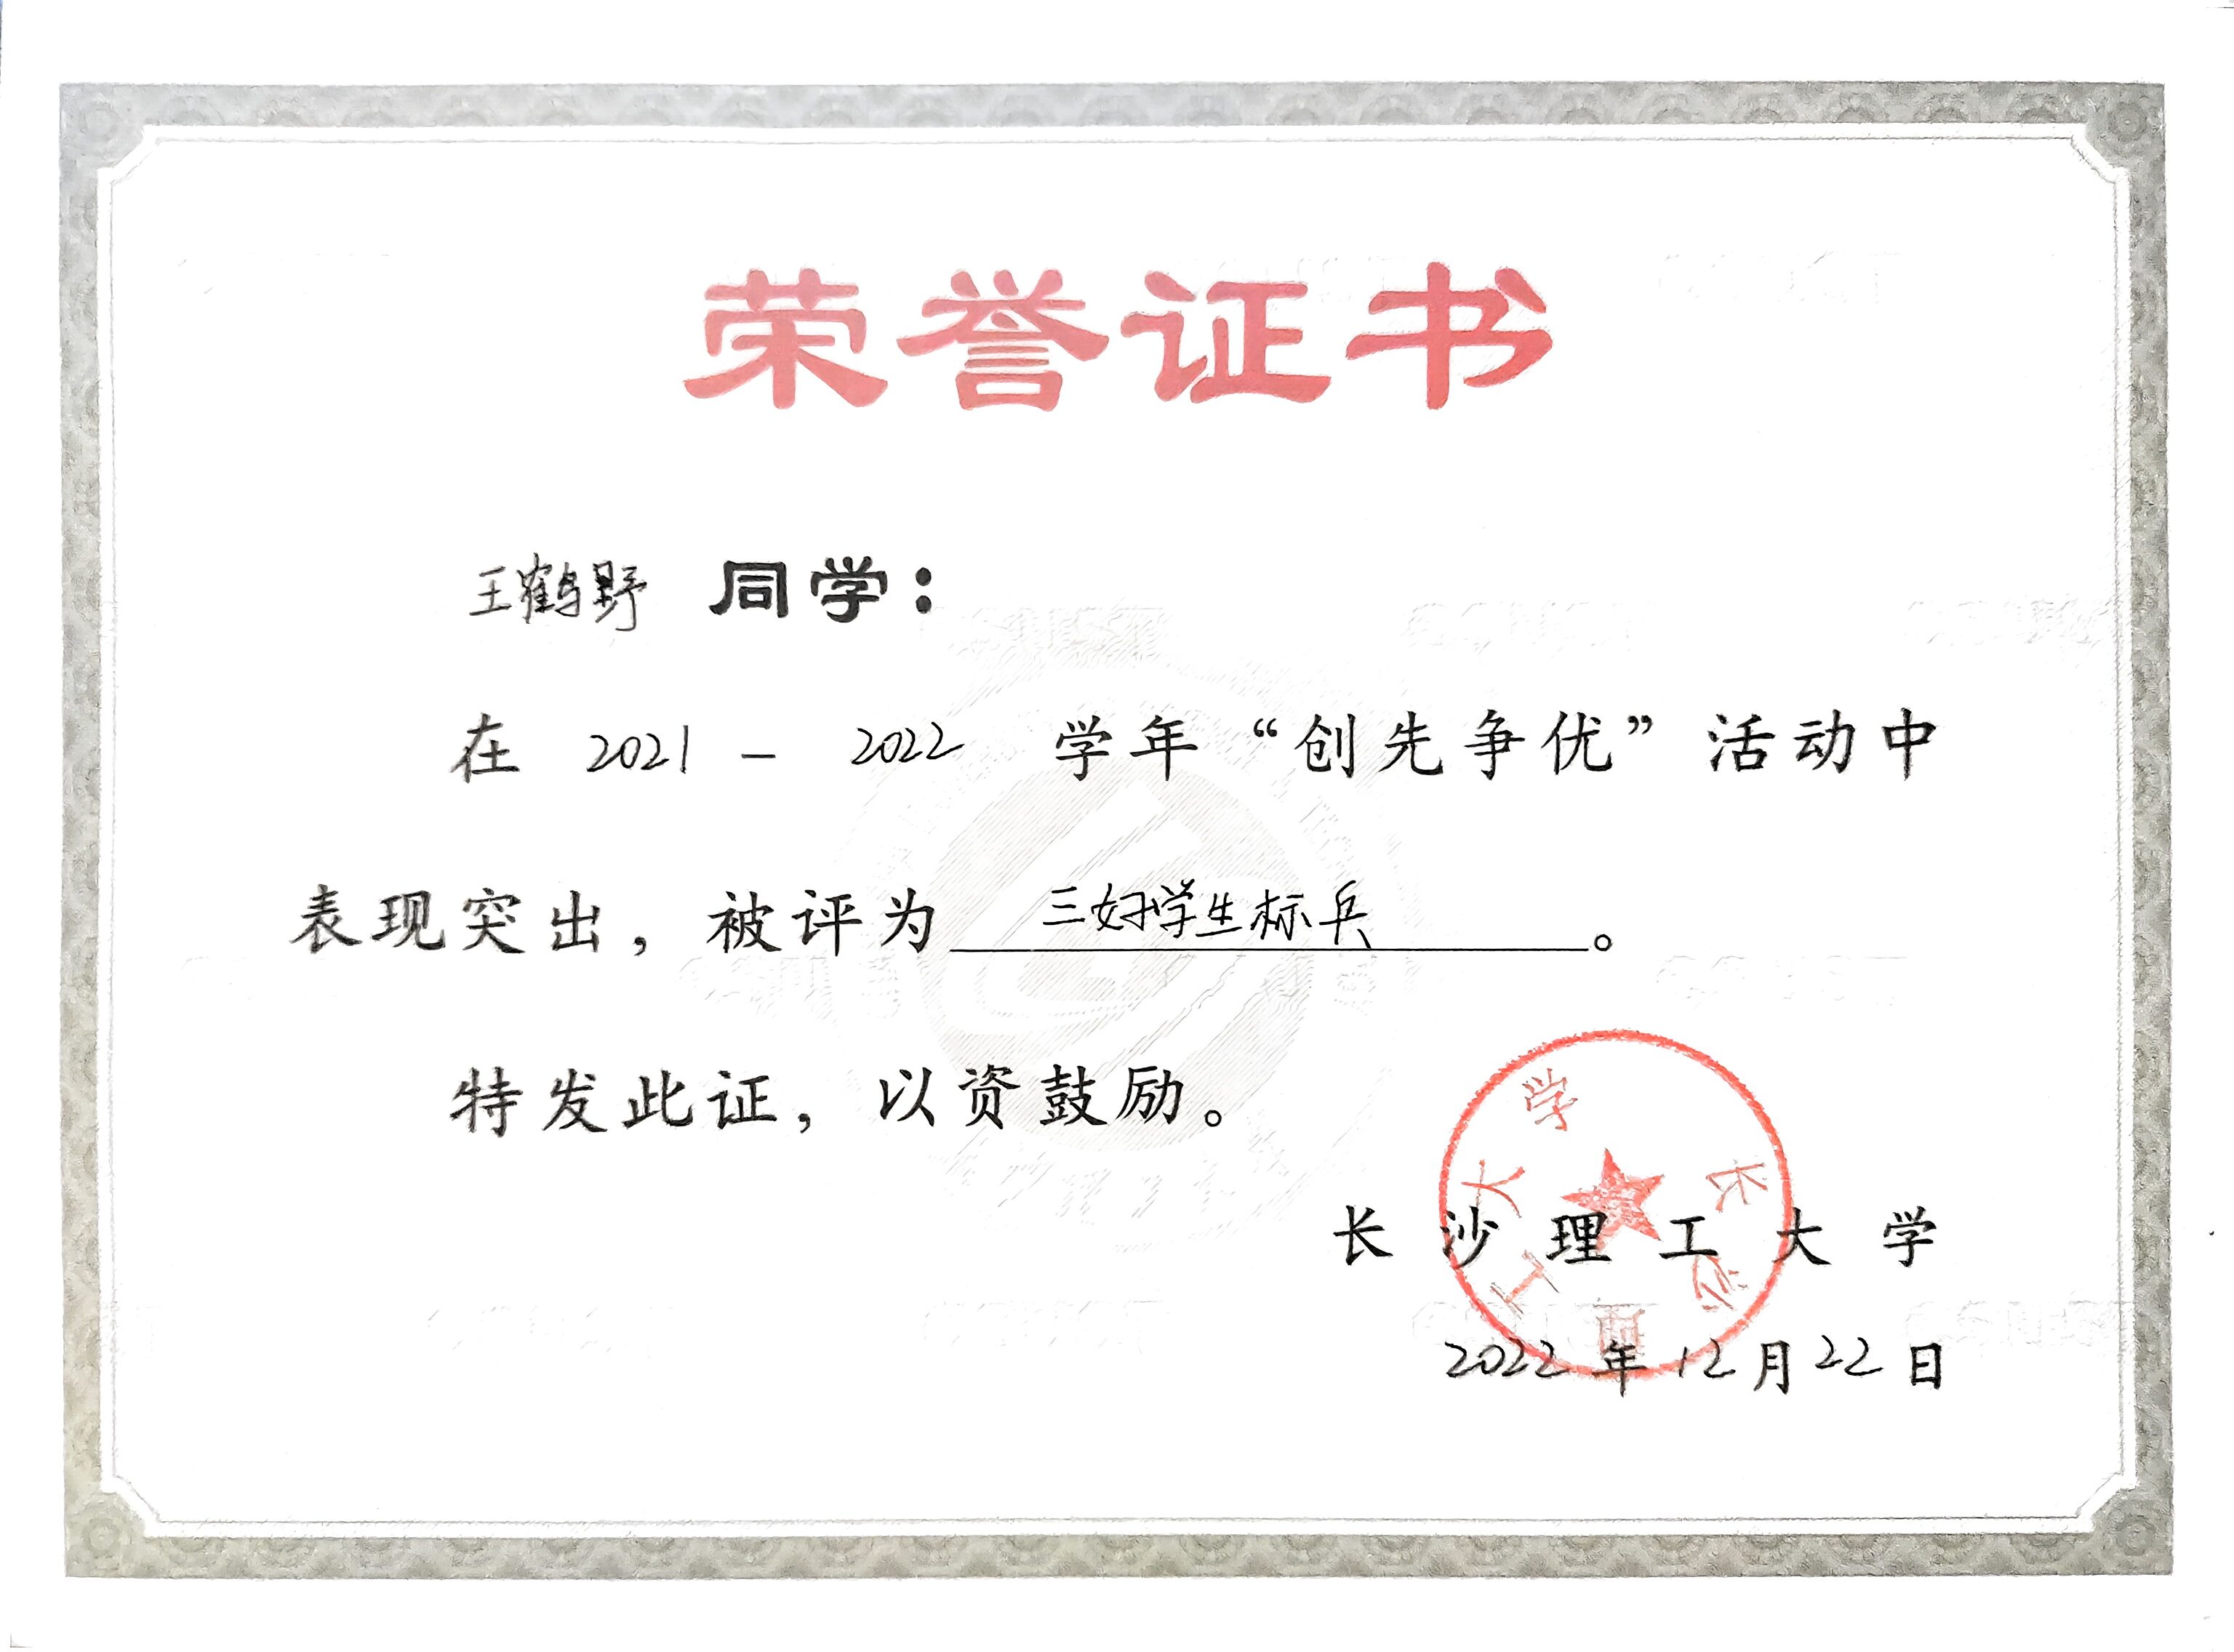 荣誉证书
王鹤野 同学：
在 2021 - 2022 学年“创先争优”活动中
表现突出，被评为 三好学生标兵 。
特发此证，以资鼓励。
长沙理工大学
2022 年 12 月 22 日
长沙理工大学